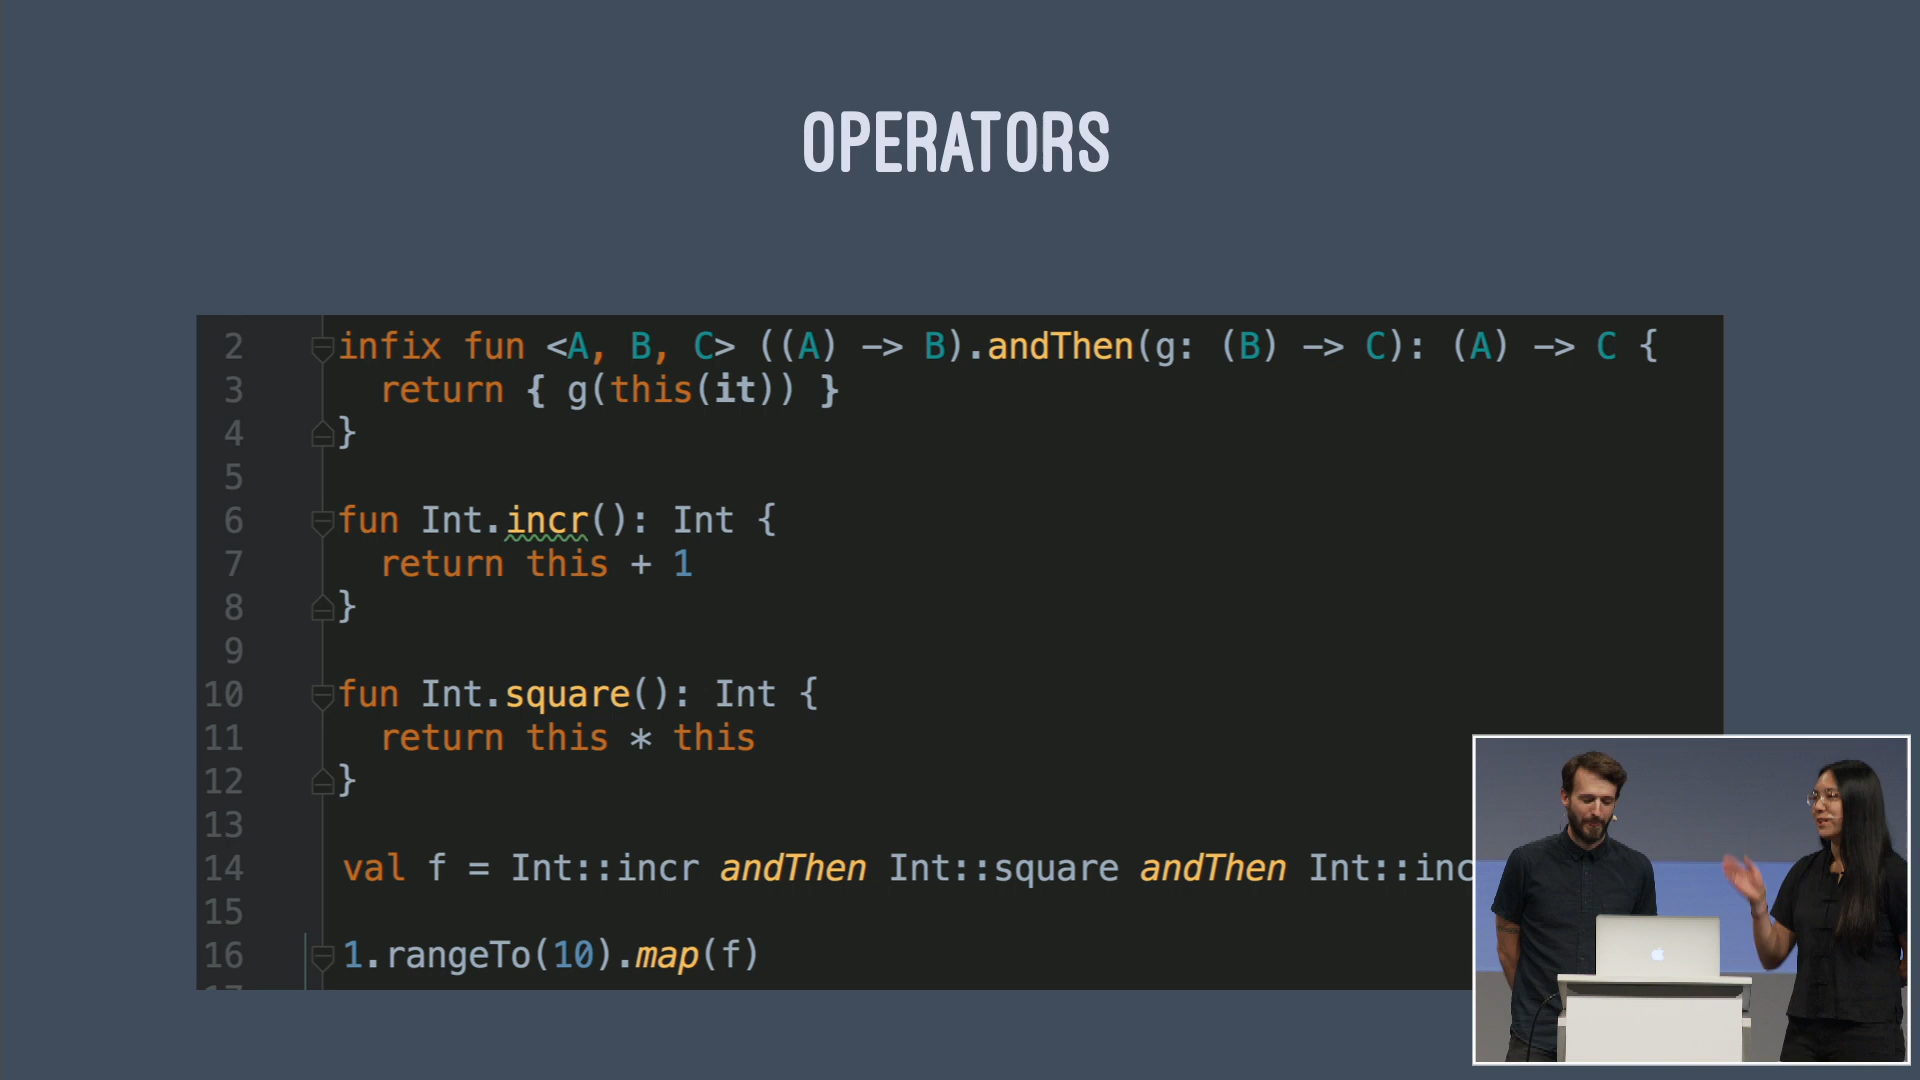 OPERATORS
2 infix fun <A, B, C> ((A) -> B).andThen(g: (B) -> C): (A) -> C {
3 return { g(this(it)) }
4 }
5
6 fun Int.incr(): Int {
7 return this + 1
8 }
9
10 fun Int.square(): Int {
11 return this * this
12 }
13
14 val f = Int::incr andThen Int::square andThen Int::inc
15
16 1.rangeTo(10).map(f)